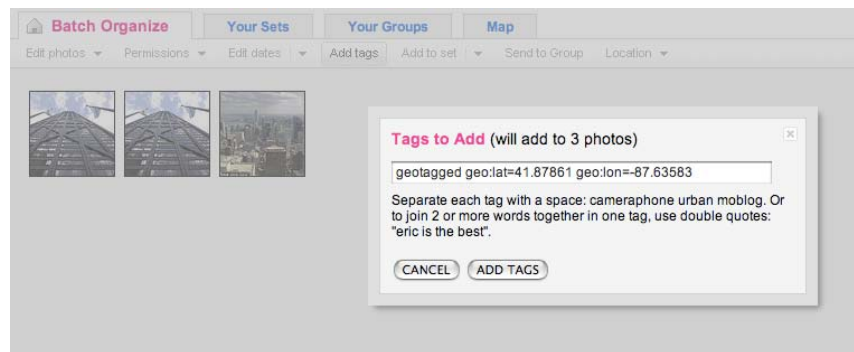 Batch Organize Your Sets Your Groups Map
Edit photos Permissions Edit dates Add tags Add to set Send to Group Location
Tags to Add (will add to 3 photos)
geotagged geo:lat=41.87861 geo:lon=-87.63583
Separate each tag with a space: cameraphone urban moblog. Or
to join 2 or more words together in one tag, use double quotes:
"eric is the best".
CANCEL ADD TAGS